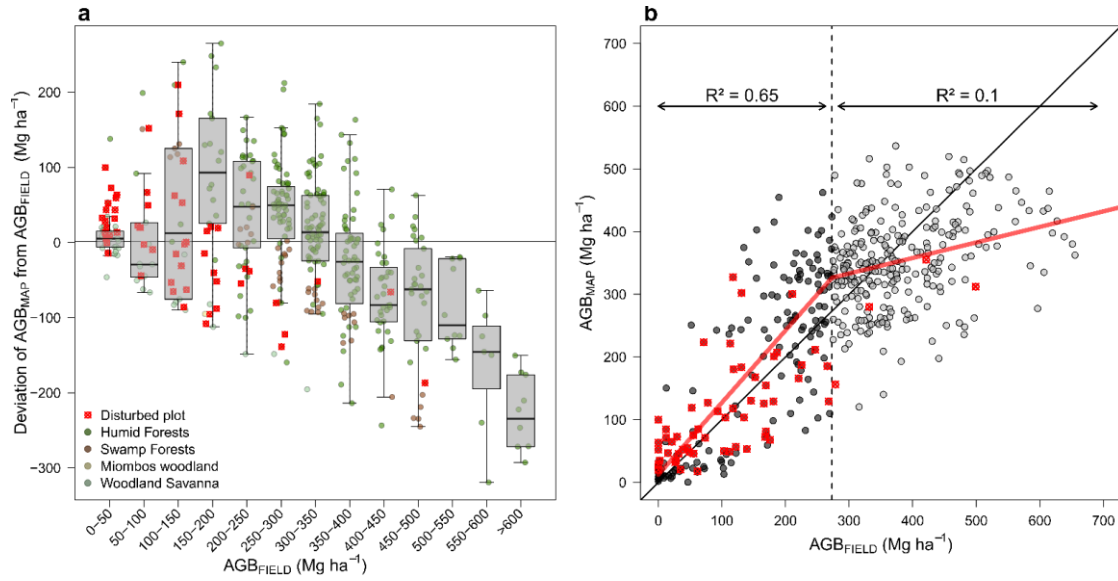 a
Deviation of AGB_MAP from AGB_FIELD (Mg ha⁻¹)
200
100
0
−100
−200
−300
Disturbed plot
Humid Forests
Swamp Forests
Miombos woodland
Woodland Savanna
0−50
50−100
100−150
150−200
200−250
250−300
300−350
350−400
400−450
450−500
500−550
550−600
>600
AGB_FIELD (Mg ha⁻¹)
b
AGB_MAP (Mg ha⁻¹)
700
600
500
400
300
200
100
0
R² = 0.65
R² = 0.1
0 100 200 300 400 500 600 700
AGB_FIELD (Mg ha⁻¹)